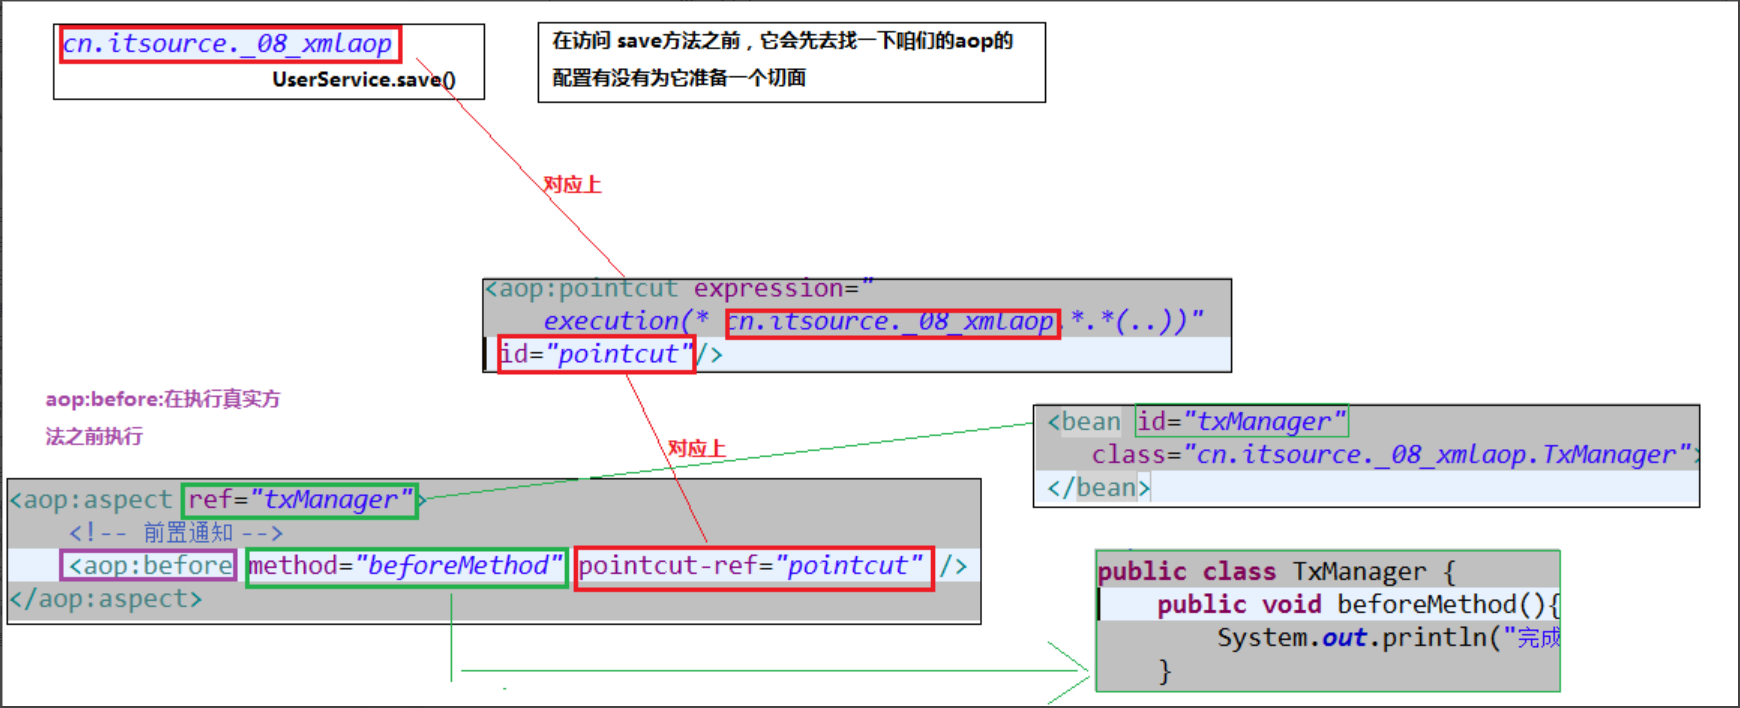 cn.itsource._08_xmlaop
UserService.save()
在访问 save方法之前，它会先去找一下咱们的aop的
配置有没有为它准备一个切面
对应上
<aop:pointcut expression="
execution(* cn.itsource._08_xmlaop.*.*(..))"
id="pointcut"/>
aop:before:在执行真实方
法之前执行
对应上
<bean id="txManager"
class="cn.itsource._08_xmlaop.TxManager">
</bean>
<aop:aspect ref="txManager">
<!-- 前置通知 -->
<aop:before method="beforeMethod" pointcut-ref="pointcut" />
</aop:aspect>
public class TxManager {
public void beforeMethod(){
System.out.println("完成
}